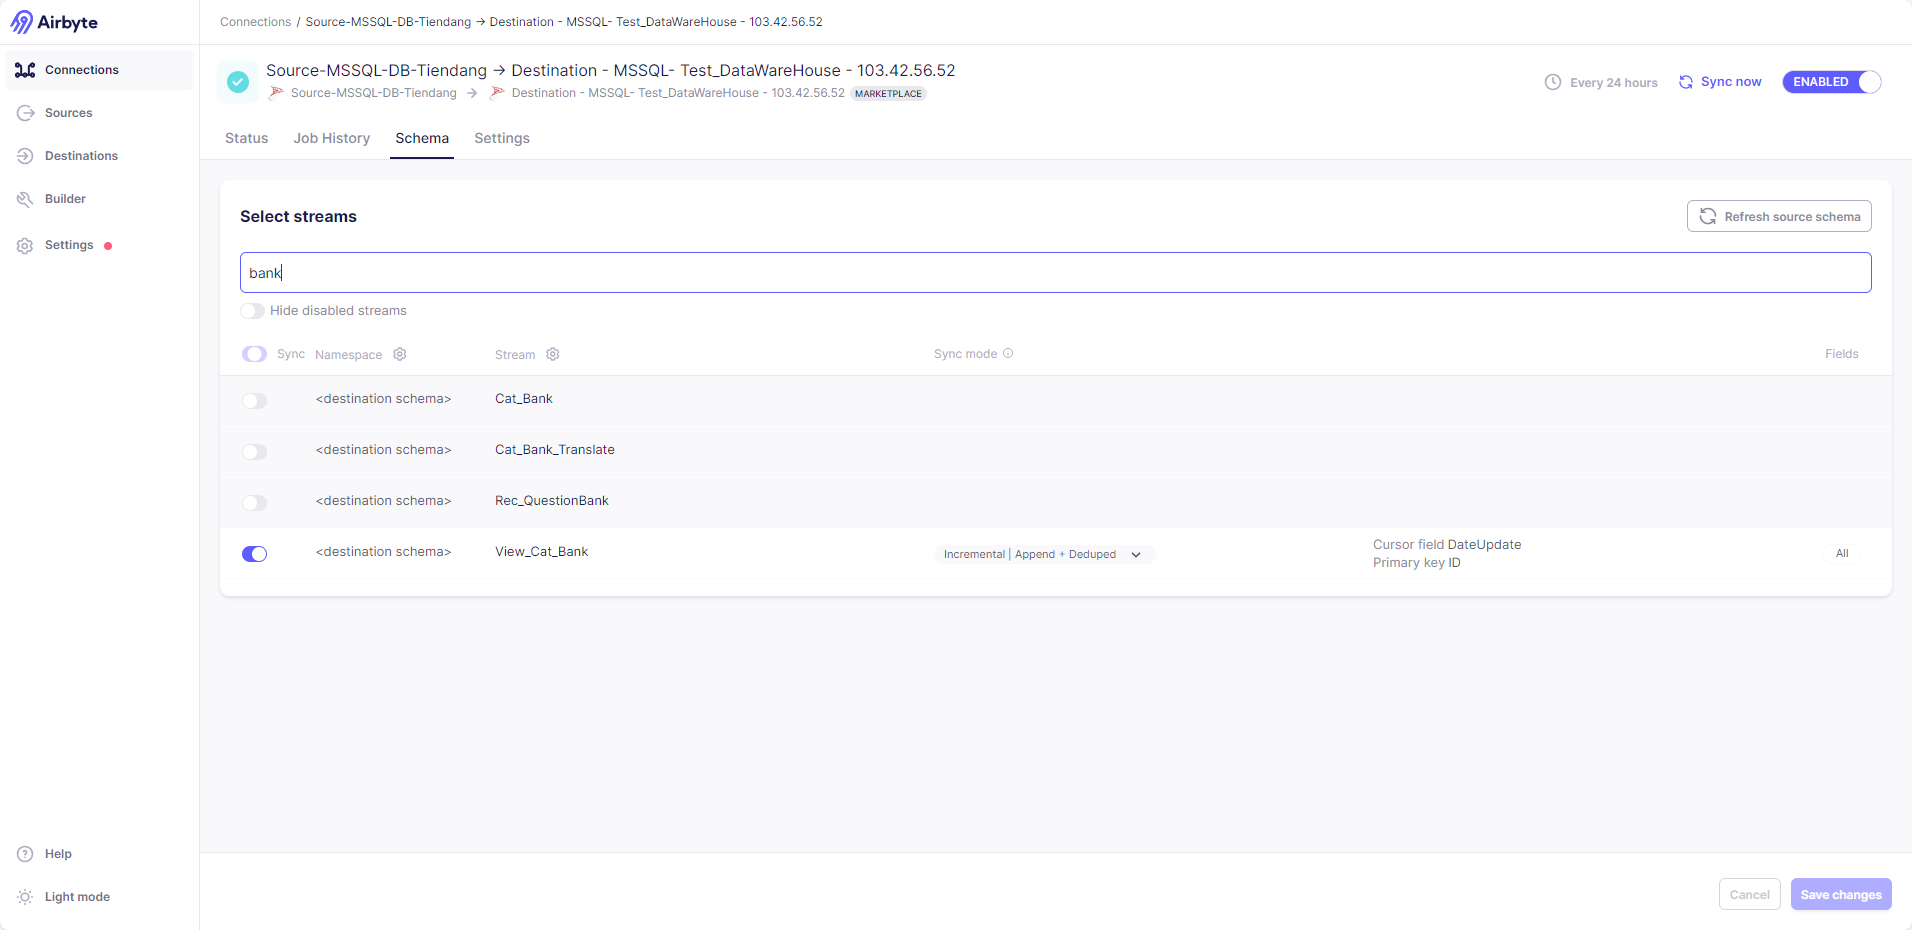 Airbyte
Connections / Source-MSSQL-DB-Tiendang → Destination - MSSQL- Test_DataWareHouse - 103.42.56.52
Connections
Sources
Destinations
Builder
Settings
Source-MSSQL-DB-Tiendang → Destination - MSSQL- Test_DataWareHouse - 103.42.56.52
Source-MSSQL-DB-Tiendang → Destination - MSSQL- Test_DataWareHouse - 103.42.56.52 MARKETPLACE
Every 24 hours Sync now ENABLED
Status Job History Schema Settings
Select streams
Refresh source schema
bank
Hide disabled streams
Sync Namespace Stream Sync mode Fields
<destination schema> Cat_Bank
<destination schema> Cat_Bank_Translate
<destination schema> Rec_QuestionBank
<destination schema> View_Cat_Bank Incremental | Append + Deduped Cursor field DateUpdate All
Primary key ID
Help
Light mode
Cancel Save changes